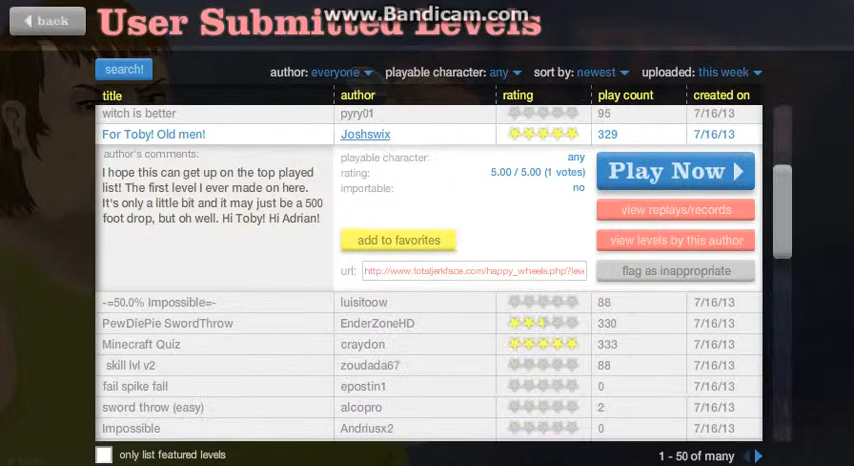 back
User Submitted Levels
www.Bandicam.com
search!
author: everyone playable character: any sort by: newest uploaded: this week
title author rating play count created on
witch is better pyry01 95 7/16/13
For Toby! Old men! Joshswix 329 7/16/13
author's comments:
I hope this can get up on the top played
list! The first level I ever made on here.
It's only a little bit and it may just be a 500
foot drop, but oh well. Hi Toby! Hi Adrian!
playable character: any
rating: 5.00 / 5.00 (1 votes)
importable: no
add to favorites
url: http://www.totaljerkface.com/happy_wheels.php?lev
Play Now
view replays/records
view levels by this author
flag as inappropriate
-=50.0% Impossible=- luisitoow 88 7/16/13
PewDiePie SwordThrow EnderZoneHD 330 7/16/13
Minecraft Quiz craydon 333 7/16/13
skill lvl v2 zoudada67 88 7/16/13
fail spike fail epostin1 0 7/16/13
sword throw (easy) alcopro 2 7/16/13
Impossible Andriusx2 0 7/16/13
only list featured levels
1 - 50 of many